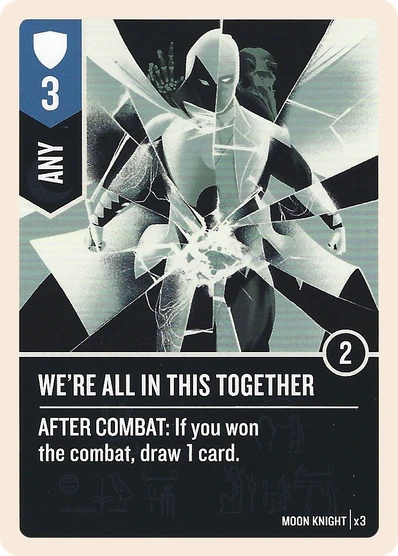 3
ANY
2
WE'RE ALL IN THIS TOGETHER
AFTER COMBAT: If you won
the combat, draw 1 card.
MOON KNIGHT | x3